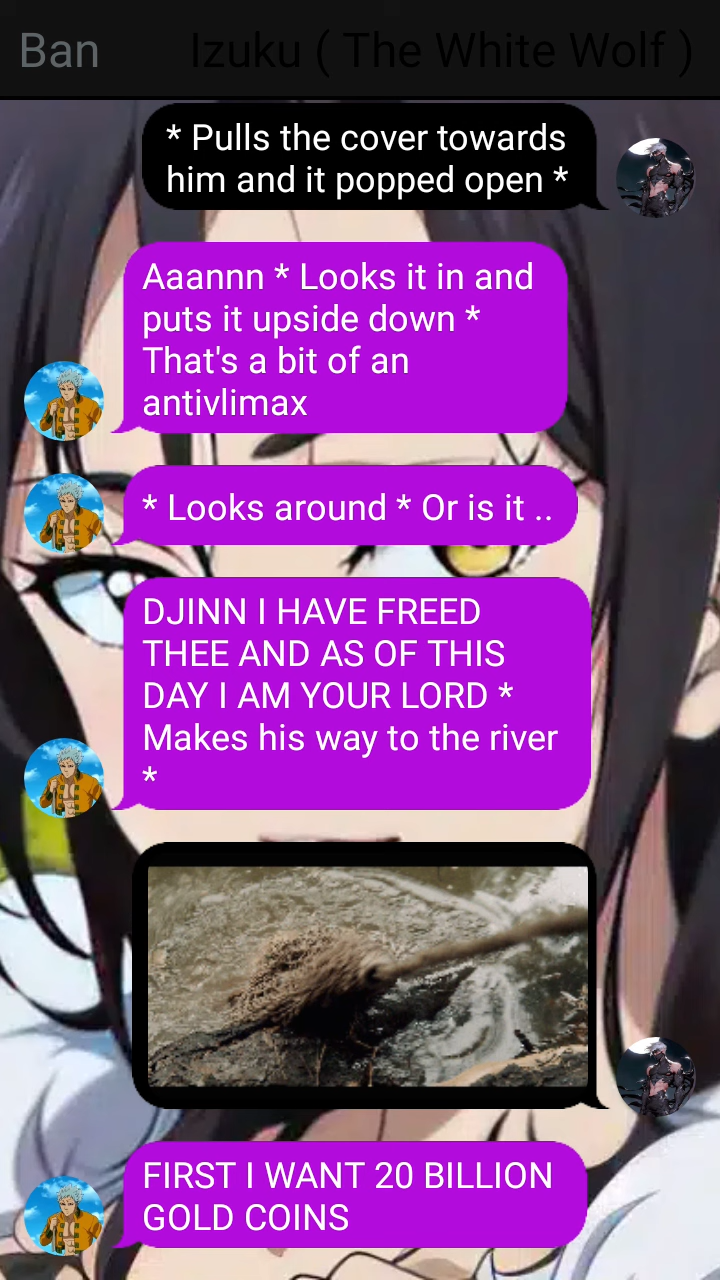 Ban
Izuku ( The White Wolf )
* Pulls the cover towards
him and it popped open *
Aaannn * Looks it in and
puts it upside down *
That's a bit of an
antivlimax
* Looks around * Or is it ..
DJINN I HAVE FREED
THEE AND AS OF THIS
DAY I AM YOUR LORD *
Makes his way to the river
*
FIRST I WANT 20 BILLION
GOLD COINS